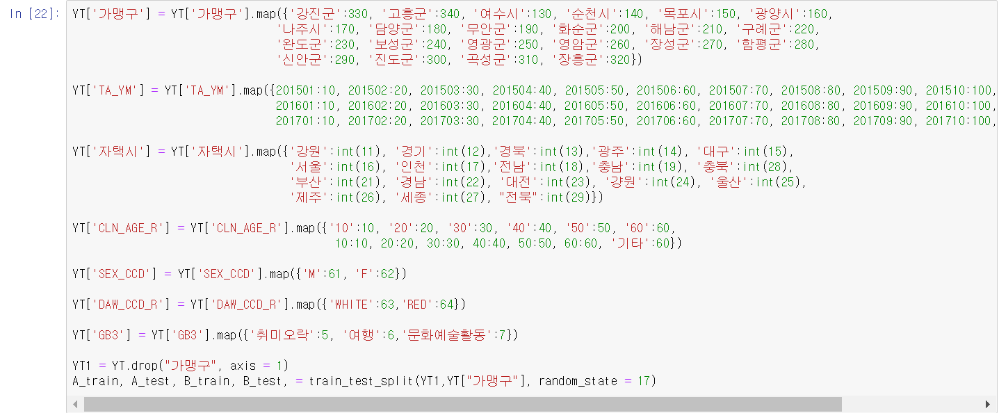 In [22]:
YT['가맹구'] = YT['가맹구'].map({'강진군':330, '고흥군':340, '여수시':130, '순천시':140, '목포시':150, '광양시':160,
'나주시':170, '담양군':180, '무안군':190, '화순군':200, '해남군':210, '구례군':220,
'완도군':230, '보성군':240, '영광군':250, '영암군':260, '장성군':270, '함평군':280,
'신안군':290, '진도군':300, '곡성군':310, '장흥군':320})
YT['TA_YM'] = YT['TA_YM'].map({201501:10, 201502:20, 201503:30, 201504:40, 201505:50, 201506:60, 201507:70, 201508:80, 201509:90, 201510:100,
201601:10, 201602:20, 201603:30, 201604:40, 201605:50, 201606:60, 201607:70, 201608:80, 201609:90, 201610:100,
201701:10, 201702:20, 201703:30, 201704:40, 201705:50, 201706:60, 201707:70, 201708:80, 201709:90, 201710:100,
YT['자택시'] = YT['자택시'].map({'강원':int(11), '경기':int(12),'경북':int(13),'광주':int(14), '대구':int(15),
'서울':int(16), '인천':int(17),'전남':int(18),'충남':int(19), '충북':int(28),
'부산':int(21), '경남':int(22), '대전':int(23), '강원':int(24), '울산':int(25),
'제주':int(26), '세종':int(27), "전북":int(29)})
YT['CLN_AGE_R'] = YT['CLN_AGE_R'].map({'10':10, '20':20, '30':30, '40':40, '50':50, '60':60,
10:10, 20:20, 30:30, 40:40, 50:50, 60:60, '기타':60})
YT['SEX_CCD'] = YT['SEX_CCD'].map({'M':61, 'F':62})
YT['DAW_CCD_R'] = YT['DAW_CCD_R'].map({'WHITE':63,'RED':64})
YT['GB3'] = YT['GB3'].map({'취미오락':5, '여행':6,'문화예술활동':7})
YT1 = YT.drop("가맹구", axis = 1)
A_train, A_test, B_train, B_test, = train_test_split(YT1,YT["가맹구"], random_state = 17)